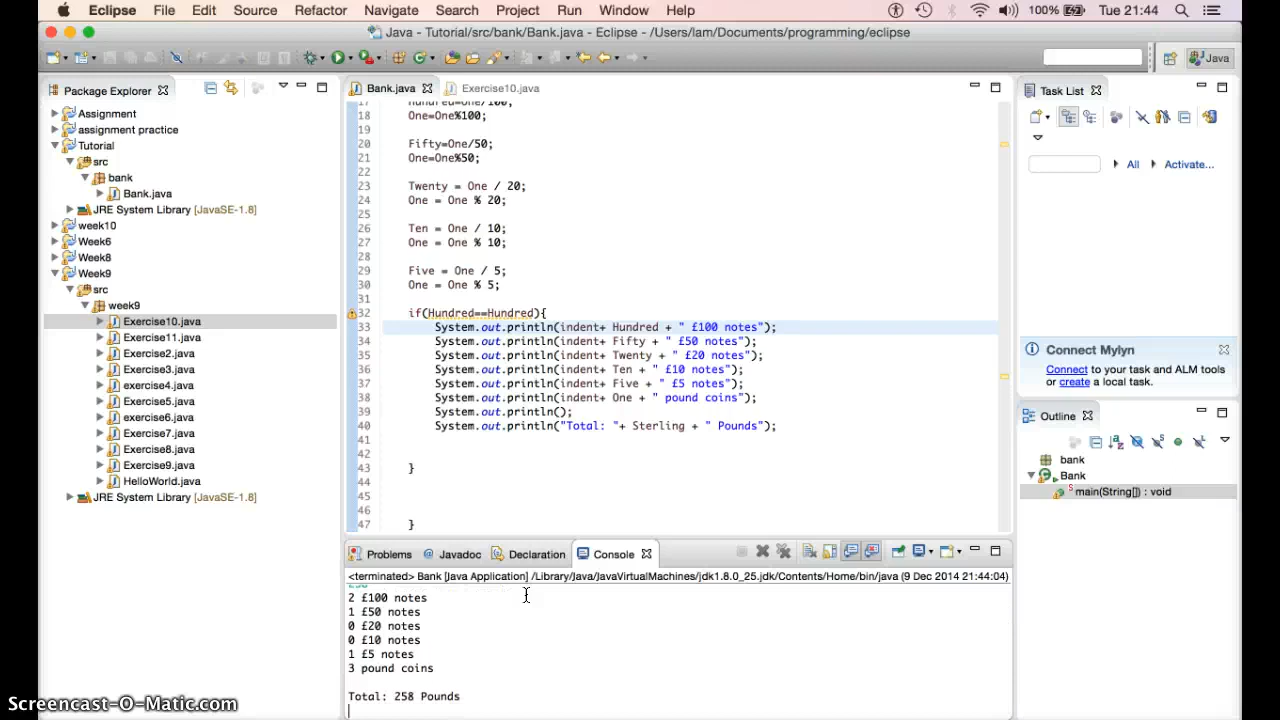 Eclipse File Edit Source Refactor Navigate Search Project Run Window Help 100% Tue 21:44
Java - Tutorial/src/bank/Bank.java - Eclipse - /Users/lam/Documents/programming/eclipse
Java
Package Explorer
Assignment
assignment practice
Tutorial
src
bank
Bank.java
JRE System Library [JavaSE-1.8]
week10
Week6
Week8
Week9
src
week9
Exercise10.java
Exercise11.java
Exercise2.java
Exercise3.java
exercise4.java
Exercise5.java
exercise6.java
Exercise7.java
Exercise8.java
Exercise9.java
HelloWorld.java
JRE System Library [JavaSE-1.8]
Bank.java Exercise10.java
17 Hundred=One/100;
18 One=One%100;
19
20 Fifty=One/50;
21 One=One%50;
22
23 Twenty = One / 20;
24 One = One % 20;
25
26 Ten = One / 10;
27 One = One % 10;
28
29 Five = One / 5;
30 One = One % 5;
31
32 if(Hundred==Hundred){
33 System.out.println(indent+ Hundred + " £100 notes");
34 System.out.println(indent+ Fifty + " £50 notes");
35 System.out.println(indent+ Twenty + " £20 notes");
36 System.out.println(indent+ Ten + " £10 notes");
37 System.out.println(indent+ Five + " £5 notes");
38 System.out.println(indent+ One + " pound coins");
39 System.out.println();
40 System.out.println("Total: "+ Sterling + " Pounds");
41
42
43 }
44
45
46
47 }
Problems Javadoc Declaration Console
<terminated> Bank [Java Application] /Library/Java/JavaVirtualMachines/jdk1.8.0_25.jdk/Contents/Home/bin/java (9 Dec 2014 21:44:04)
2 £100 notes
1 £50 notes
0 £20 notes
0 £10 notes
1 £5 notes
3 pound coins
Total: 258 Pounds
Task List
All Activate...
Connect Mylyn
Connect to your task and ALM tools
or create a local task.
Outline
bank
Bank
main(String[]) : void
Screencast-O-Matic.com